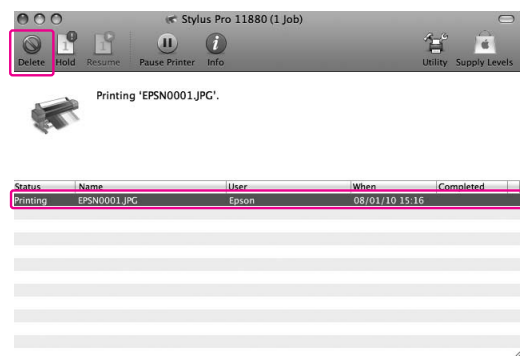 Stylus Pro 11880 (1 Job)
Delete Hold Resume Pause Printer Info Utility Supply Levels
Printing 'EPSN0001.JPG'.
Status Name User When Completed
Printing EPSN0001.JPG Epson 08/01/10 15:16